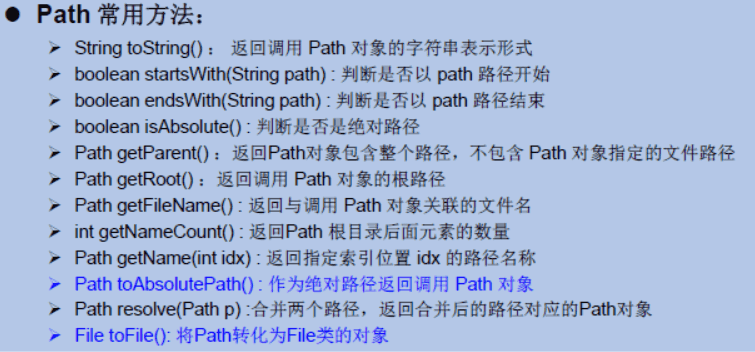 ● Path 常用方法：
➢ String toString() ： 返回调用 Path 对象的字符串表示形式
➢ boolean startsWith(String path) : 判断是否以 path 路径开始
➢ boolean endsWith(String path) : 判断是否以 path 路径结束
➢ boolean isAbsolute() : 判断是否是绝对路径
➢ Path getParent() ：返回Path对象包含整个路径，不包含 Path 对象指定的文件路径
➢ Path getRoot() ：返回调用 Path 对象的根路径
➢ Path getFileName() : 返回与调用 Path 对象关联的文件名
➢ int getNameCount() : 返回Path 根目录后面元素的数量
➢ Path getName(int idx) : 返回指定索引位置 idx 的路径名称
➢ Path toAbsolutePath() : 作为绝对路径返回调用 Path 对象
➢ Path resolve(Path p) :合并两个路径，返回合并后的路径对应的Path对象
➢ File toFile(): 将Path转化为File类的对象